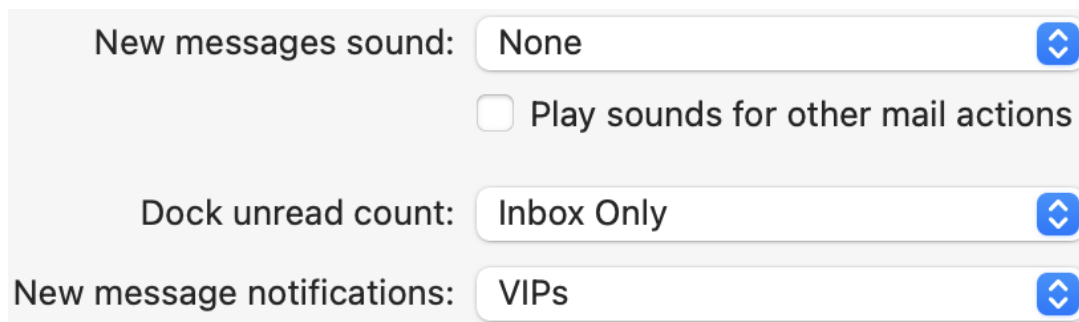 New messages sound: None
Play sounds for other mail actions
Dock unread count: Inbox Only
New message notifications: VIPs